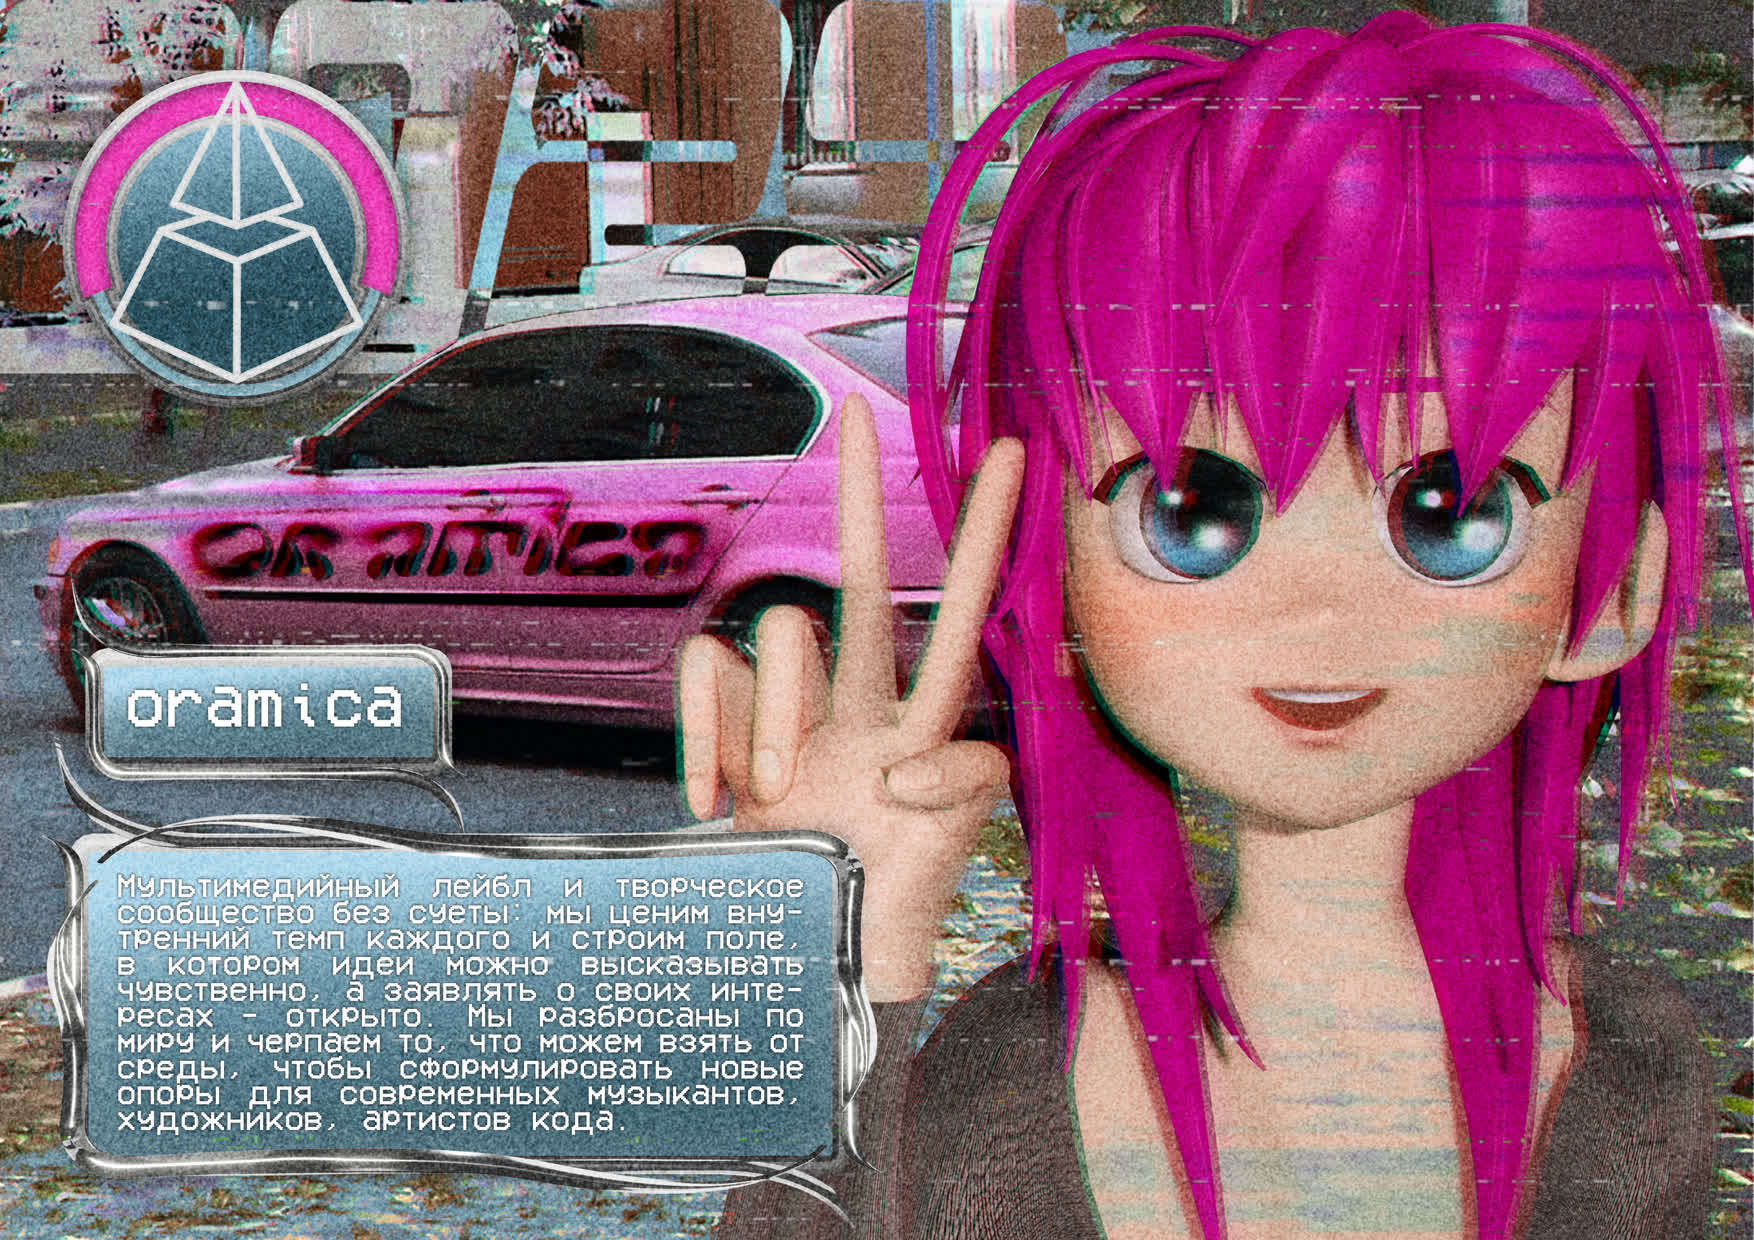 oramica
oramica
Мультимедийный лейбл и творческое
сообщество без суеты: мы ценим вну-
тренний темп каждого и строим поле,
в котором идеи можно высказывать
чувственно, а заявлять о своих инте-
ресах - открыто. Мы разбросаны по
миру и черпаем то, что можем взять от
среды, чтобы сформулировать новые
опоры для современных музыкантов,
художников, артистов кода.